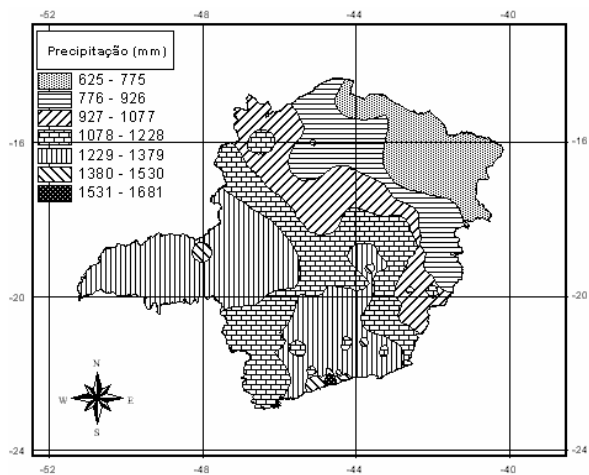 -52 -48 -44 -40
Precipitação (mm)
625 - 775
776 - 926
927 - 1077
1078 - 1228
1229 - 1379
1380 - 1530
1531 - 1681
-16 -16
-20 -20
N
W E
S
-24 -24
-52 -48 -44 -40